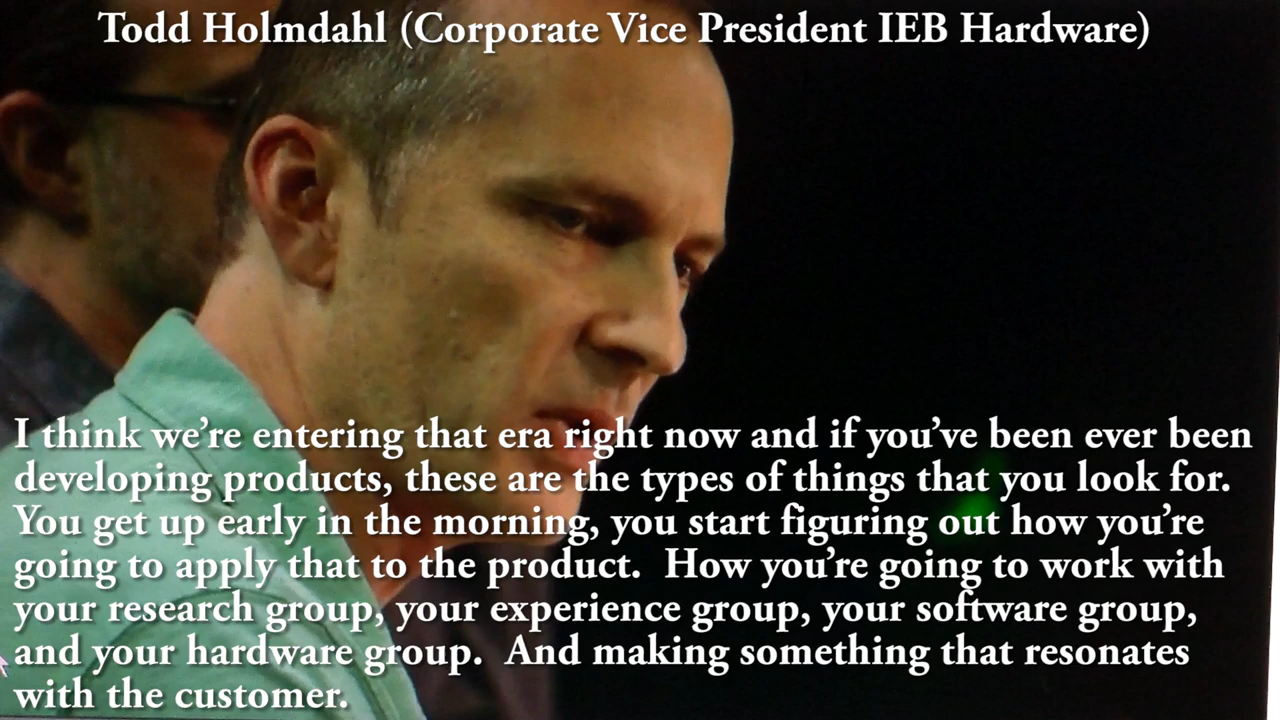 Todd Holmdahl (Corporate Vice President IEB Hardware)
I think we're entering that era right now and if you've been ever been
developing products, these are the types of things that you look for.
You get up early in the morning, you start figuring out how you're
going to apply that to the product.  How you're going to work with
your research group, your experience group, your software group,
and your hardware group.  And making something that resonates
with the customer.